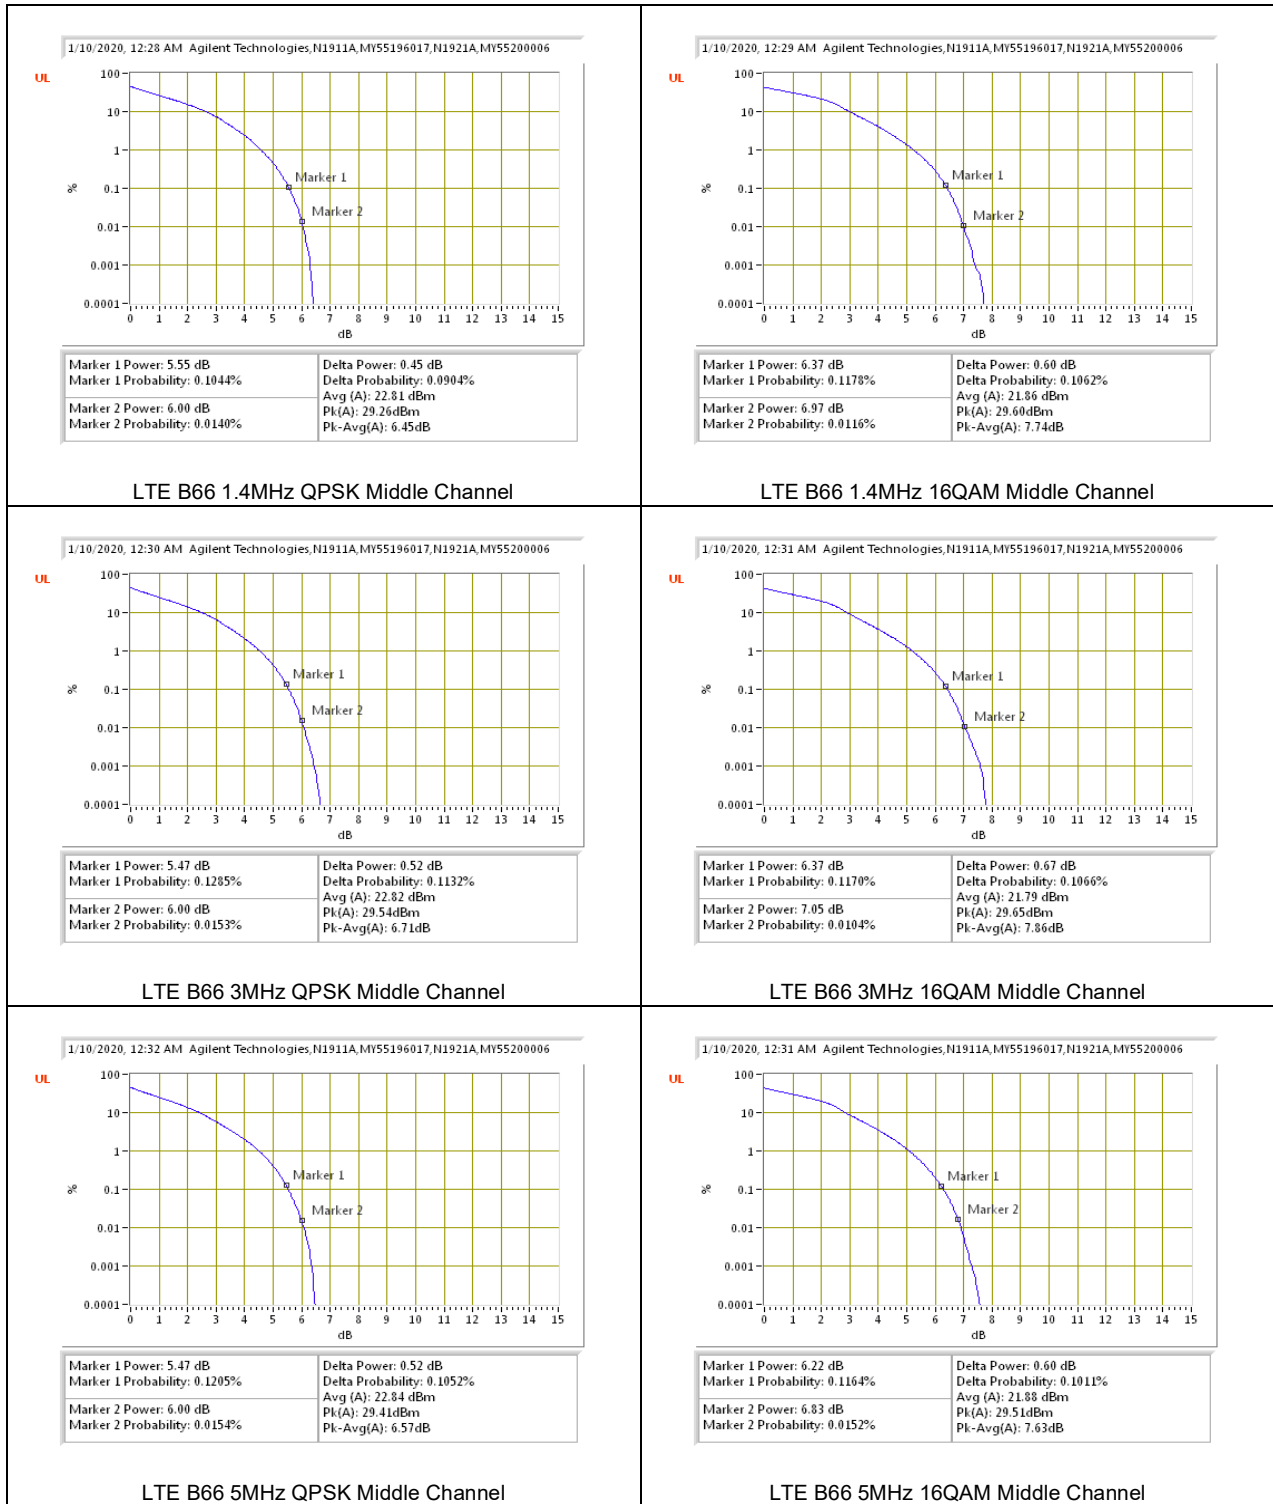 1/10/2020, 12:28 AM Agilent Technologies,N1911A,MY55196017,N1921A,MY55200006
UL
100
10
1
%
0.1
0.01
0.001
0.0001
Marker 1
Marker 2
0 1 2 3 4 5 6 7 8 9 10 11 12 13 14 15
dB
Marker 1 Power: 5.55 dB
Marker 1 Probability: 0.1044%
Marker 2 Power: 6.00 dB
Marker 2 Probability: 0.0140%
Delta Power: 0.45 dB
Delta Probability: 0.0904%
Avg (A): 22.81 dBm
Pk(A): 29.26dBm
Pk-Avg(A): 6.45dB
LTE B66 1.4MHz QPSK Middle Channel
1/10/2020, 12:29 AM Agilent Technologies,N1911A,MY55196017,N1921A,MY55200006
UL
100
10
1
%
0.1
0.01
0.001
0.0001
Marker 1
Marker 2
0 1 2 3 4 5 6 7 8 9 10 11 12 13 14 15
dB
Marker 1 Power: 6.37 dB
Marker 1 Probability: 0.1178%
Marker 2 Power: 6.97 dB
Marker 2 Probability: 0.0116%
Delta Power: 0.60 dB
Delta Probability: 0.1062%
Avg (A): 21.86 dBm
Pk(A): 29.60dBm
Pk-Avg(A): 7.74dB
LTE B66 1.4MHz 16QAM Middle Channel
1/10/2020, 12:30 AM Agilent Technologies,N1911A,MY55196017,N1921A,MY55200006
UL
100
10
1
%
0.1
0.01
0.001
0.0001
Marker 1
Marker 2
0 1 2 3 4 5 6 7 8 9 10 11 12 13 14 15
dB
Marker 1 Power: 5.47 dB
Marker 1 Probability: 0.1285%
Marker 2 Power: 6.00 dB
Marker 2 Probability: 0.0153%
Delta Power: 0.52 dB
Delta Probability: 0.1132%
Avg (A): 22.82 dBm
Pk(A): 29.54dBm
Pk-Avg(A): 6.71dB
LTE B66 3MHz QPSK Middle Channel
1/10/2020, 12:31 AM Agilent Technologies,N1911A,MY55196017,N1921A,MY55200006
UL
100
10
1
%
0.1
0.01
0.001
0.0001
Marker 1
Marker 2
0 1 2 3 4 5 6 7 8 9 10 11 12 13 14 15
dB
Marker 1 Power: 6.37 dB
Marker 1 Probability: 0.1170%
Marker 2 Power: 7.05 dB
Marker 2 Probability: 0.0104%
Delta Power: 0.67 dB
Delta Probability: 0.1066%
Avg (A): 21.79 dBm
Pk(A): 29.65dBm
Pk-Avg(A): 7.86dB
LTE B66 3MHz 16QAM Middle Channel
1/10/2020, 12:32 AM Agilent Technologies,N1911A,MY55196017,N1921A,MY55200006
UL
100
10
1
%
0.1
0.01
0.001
0.0001
Marker 1
Marker 2
0 1 2 3 4 5 6 7 8 9 10 11 12 13 14 15
dB
Marker 1 Power: 5.47 dB
Marker 1 Probability: 0.1205%
Marker 2 Power: 6.00 dB
Marker 2 Probability: 0.0154%
Delta Power: 0.52 dB
Delta Probability: 0.1052%
Avg (A): 22.84 dBm
Pk(A): 29.41dBm
Pk-Avg(A): 6.57dB
LTE B66 5MHz QPSK Middle Channel
1/10/2020, 12:31 AM Agilent Technologies,N1911A,MY55196017,N1921A,MY55200006
UL
100
10
1
%
0.1
0.01
0.001
0.0001
Marker 1
Marker 2
0 1 2 3 4 5 6 7 8 9 10 11 12 13 14 15
dB
Marker 1 Power: 6.22 dB
Marker 1 Probability: 0.1164%
Marker 2 Power: 6.83 dB
Marker 2 Probability: 0.0152%
Delta Power: 0.60 dB
Delta Probability: 0.1011%
Avg (A): 21.88 dBm
Pk(A): 29.51dBm
Pk-Avg(A): 7.63dB
LTE B66 5MHz 16QAM Middle Channel